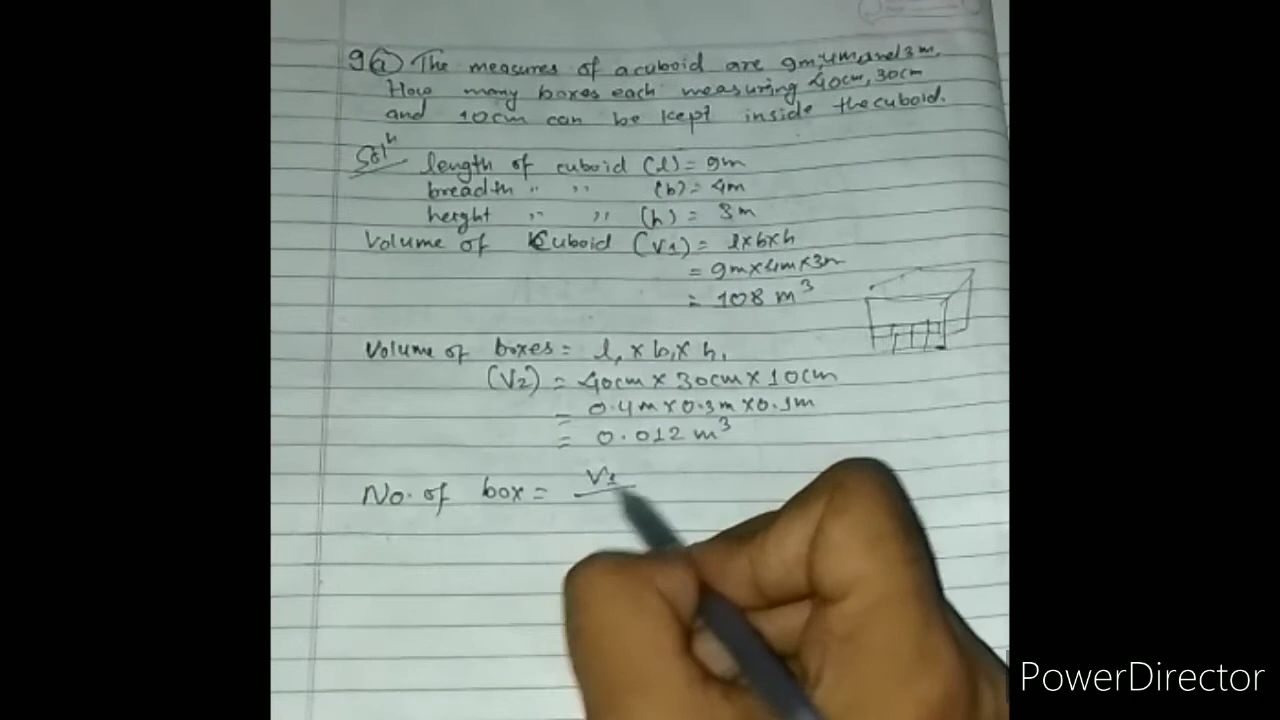 9(a) The measures of a cuboid are 9m, 4m and 3m.
How many boxes each measuring 40cm, 30cm
and 10cm can be kept inside the cuboid.
Solⁿ
length of cuboid (l) = 9m
breadth " " (b) = 4m
height " " (h) = 3m
Volume of Cuboid (V1) = l×b×h
= 9m×4m×3m
= 108 m³
Volume of boxes = l₁ × b₁ × h₁
(V2) = 40cm × 30cm × 10cm
= 0.4m × 0.3m × 0.1m
= 0.012 m³
No. of box = V1
PowerDirector